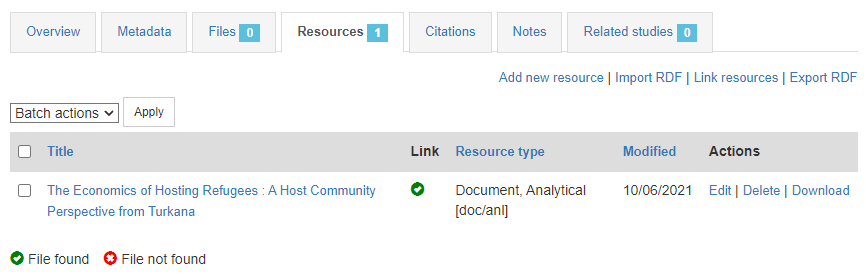 Overview Metadata Files 0 Resources 1 Citations Notes Related studies 0
Add new resource | Import RDF | Link resources | Export RDF
Batch actions Apply
Title Link Resource type Modified Actions
The Economics of Hosting Refugees : A Host Community Document, Analytical 10/06/2021 Edit | Delete | Download
Perspective from Turkana [doc/anl]
File found File not found